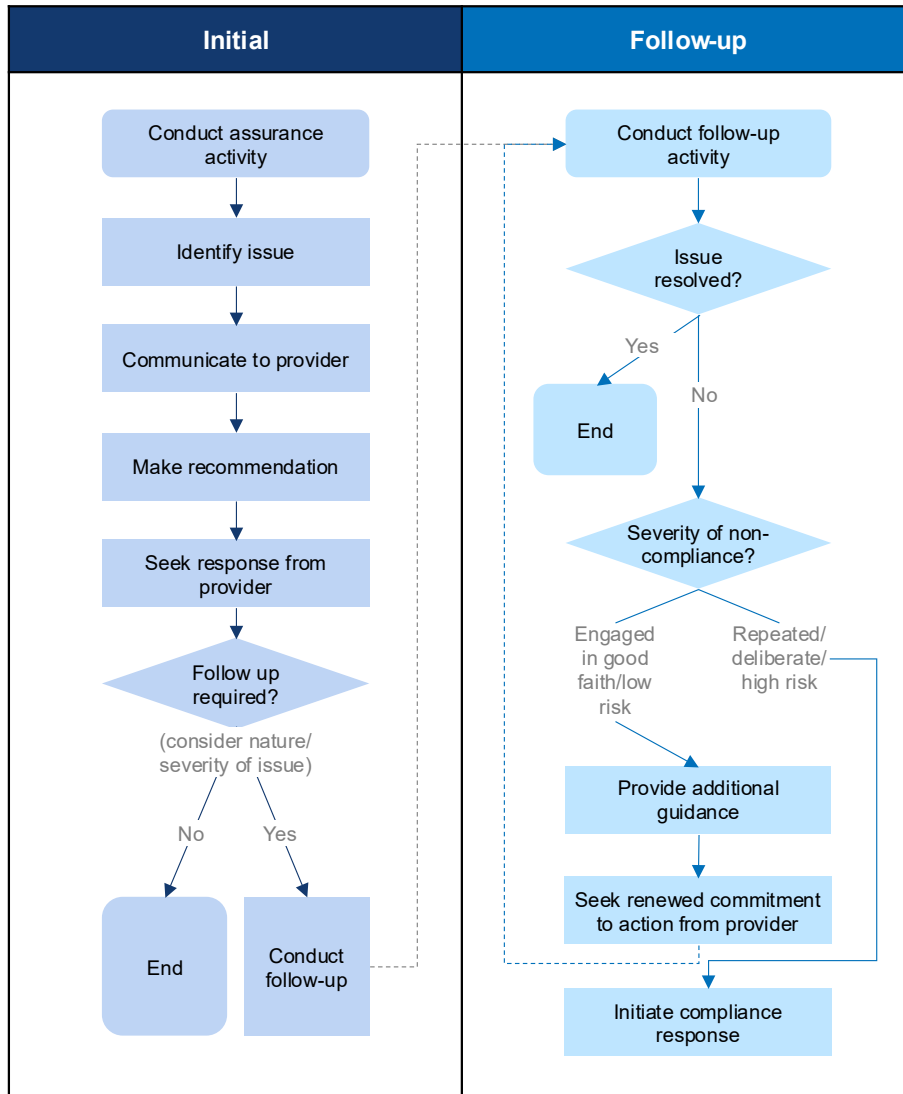 Initial
Conduct assurance
activity
Identify issue
Communicate to provider
Make recommendation
Seek response from
provider
Follow up
required?
(consider nature/
severity of issue)
No
Yes
End
Conduct
follow-up
Follow-up
Conduct follow-up
activity
Issue
resolved?
Yes
No
End
Severity of non-
compliance?
Engaged
in good
faith/low
risk
Repeated/
deliberate/
high risk
Provide additional
guidance
Seek renewed commitment
to action from provider
Initiate compliance
response